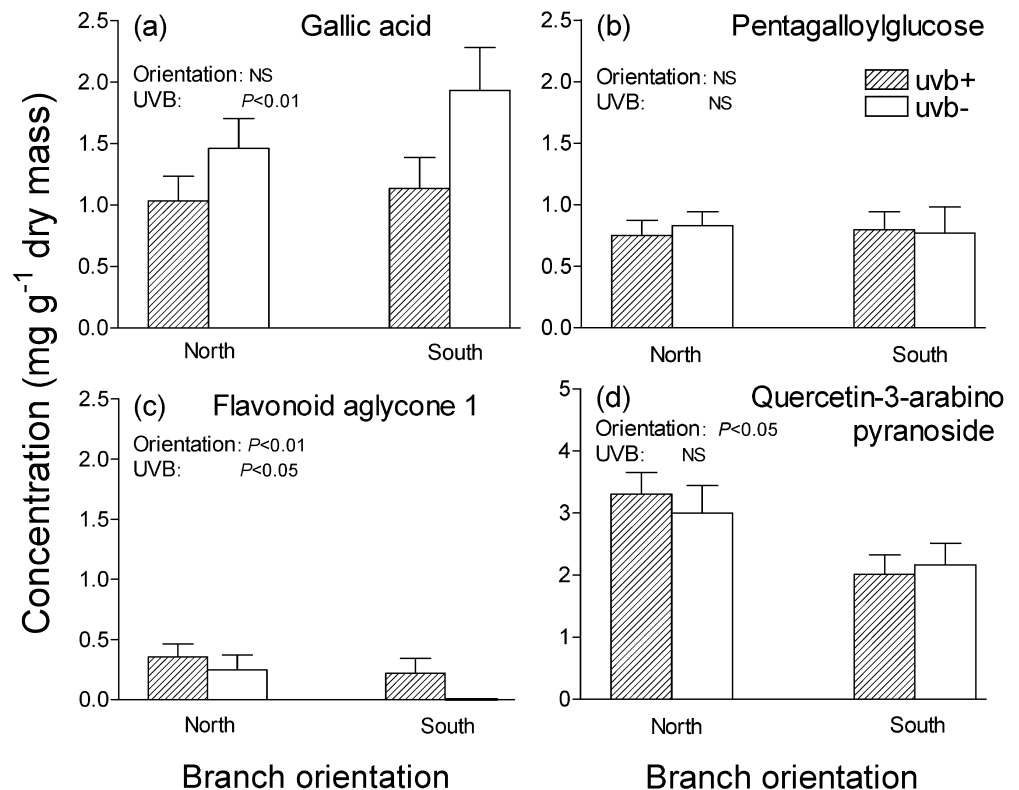 Concentration (mg g⁻¹ dry mass)
(a) Gallic acid
Orientation: NS
UVB: P<0.01
2.5
2.0
1.5
1.0
0.5
0.0
North South
(b) Pentagalloylglucose
Orientation: NS
UVB: NS
uvb+
uvb-
2.5
2.0
1.5
1.0
0.5
0.0
North South
(c) Flavonoid aglycone 1
Orientation: P<0.01
UVB: P<0.05
2.5
2.0
1.5
1.0
0.5
0.0
North South
Branch orientation
(d) Quercetin-3-arabino
pyranoside
Orientation: P<0.05
UVB: NS
5
4
3
2
1
0
North South
Branch orientation